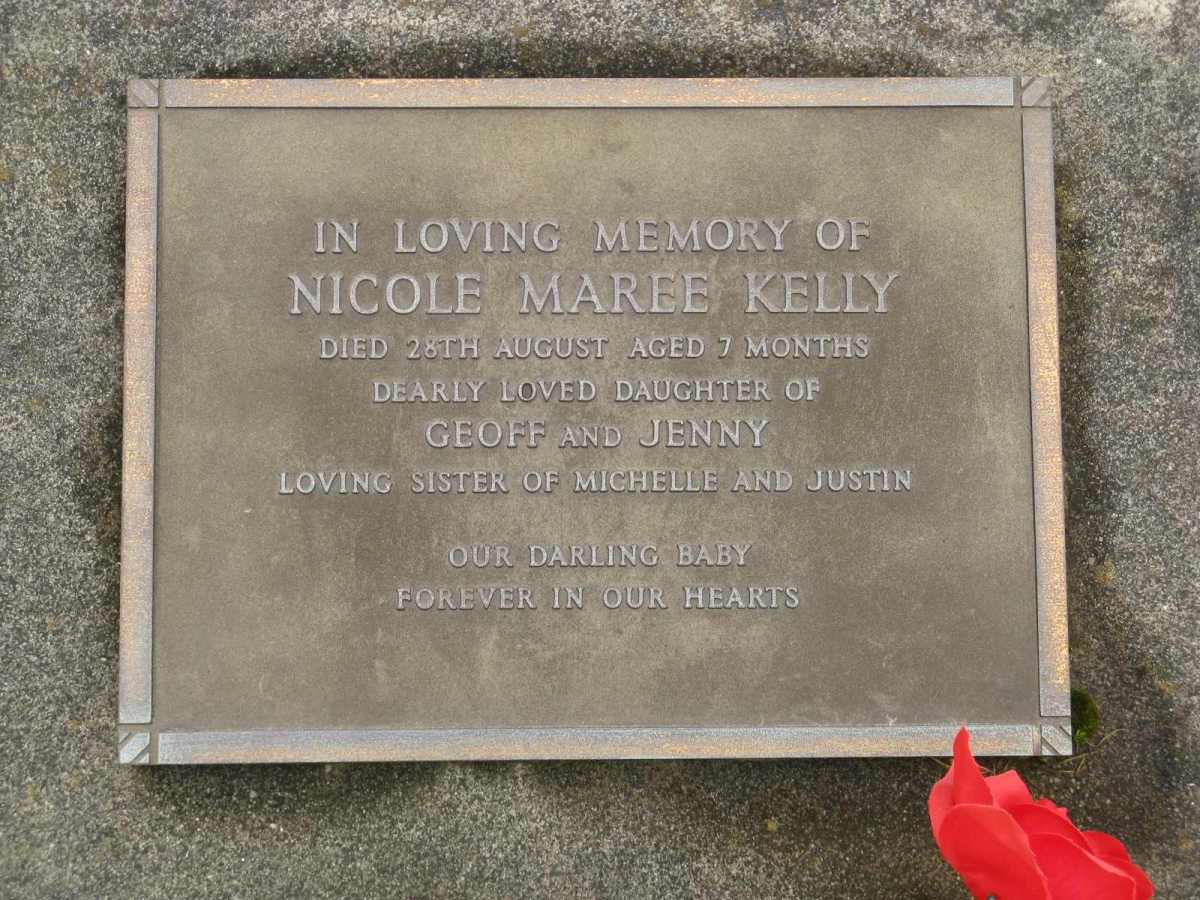 IN LOVING MEMORY OF
NICOLE MAREE KELLY
DIED 28TH AUGUST AGED 7 MONTHS
DEARLY LOVED DAUGHTER OF
GEOFF AND JENNY
LOVING SISTER OF MICHELLE AND JUSTIN
OUR DARLING BABY
FOREVER IN OUR HEARTS